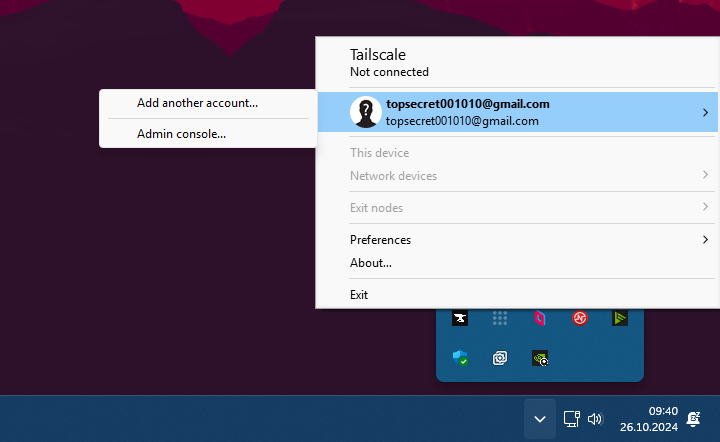 Tailscale
Not connected
Add another account...
Admin console...
topsecret001010@gmail.com
topsecret001010@gmail.com
This device
Network devices
Exit nodes
Preferences
About...
Exit
09:40
26.10.2024